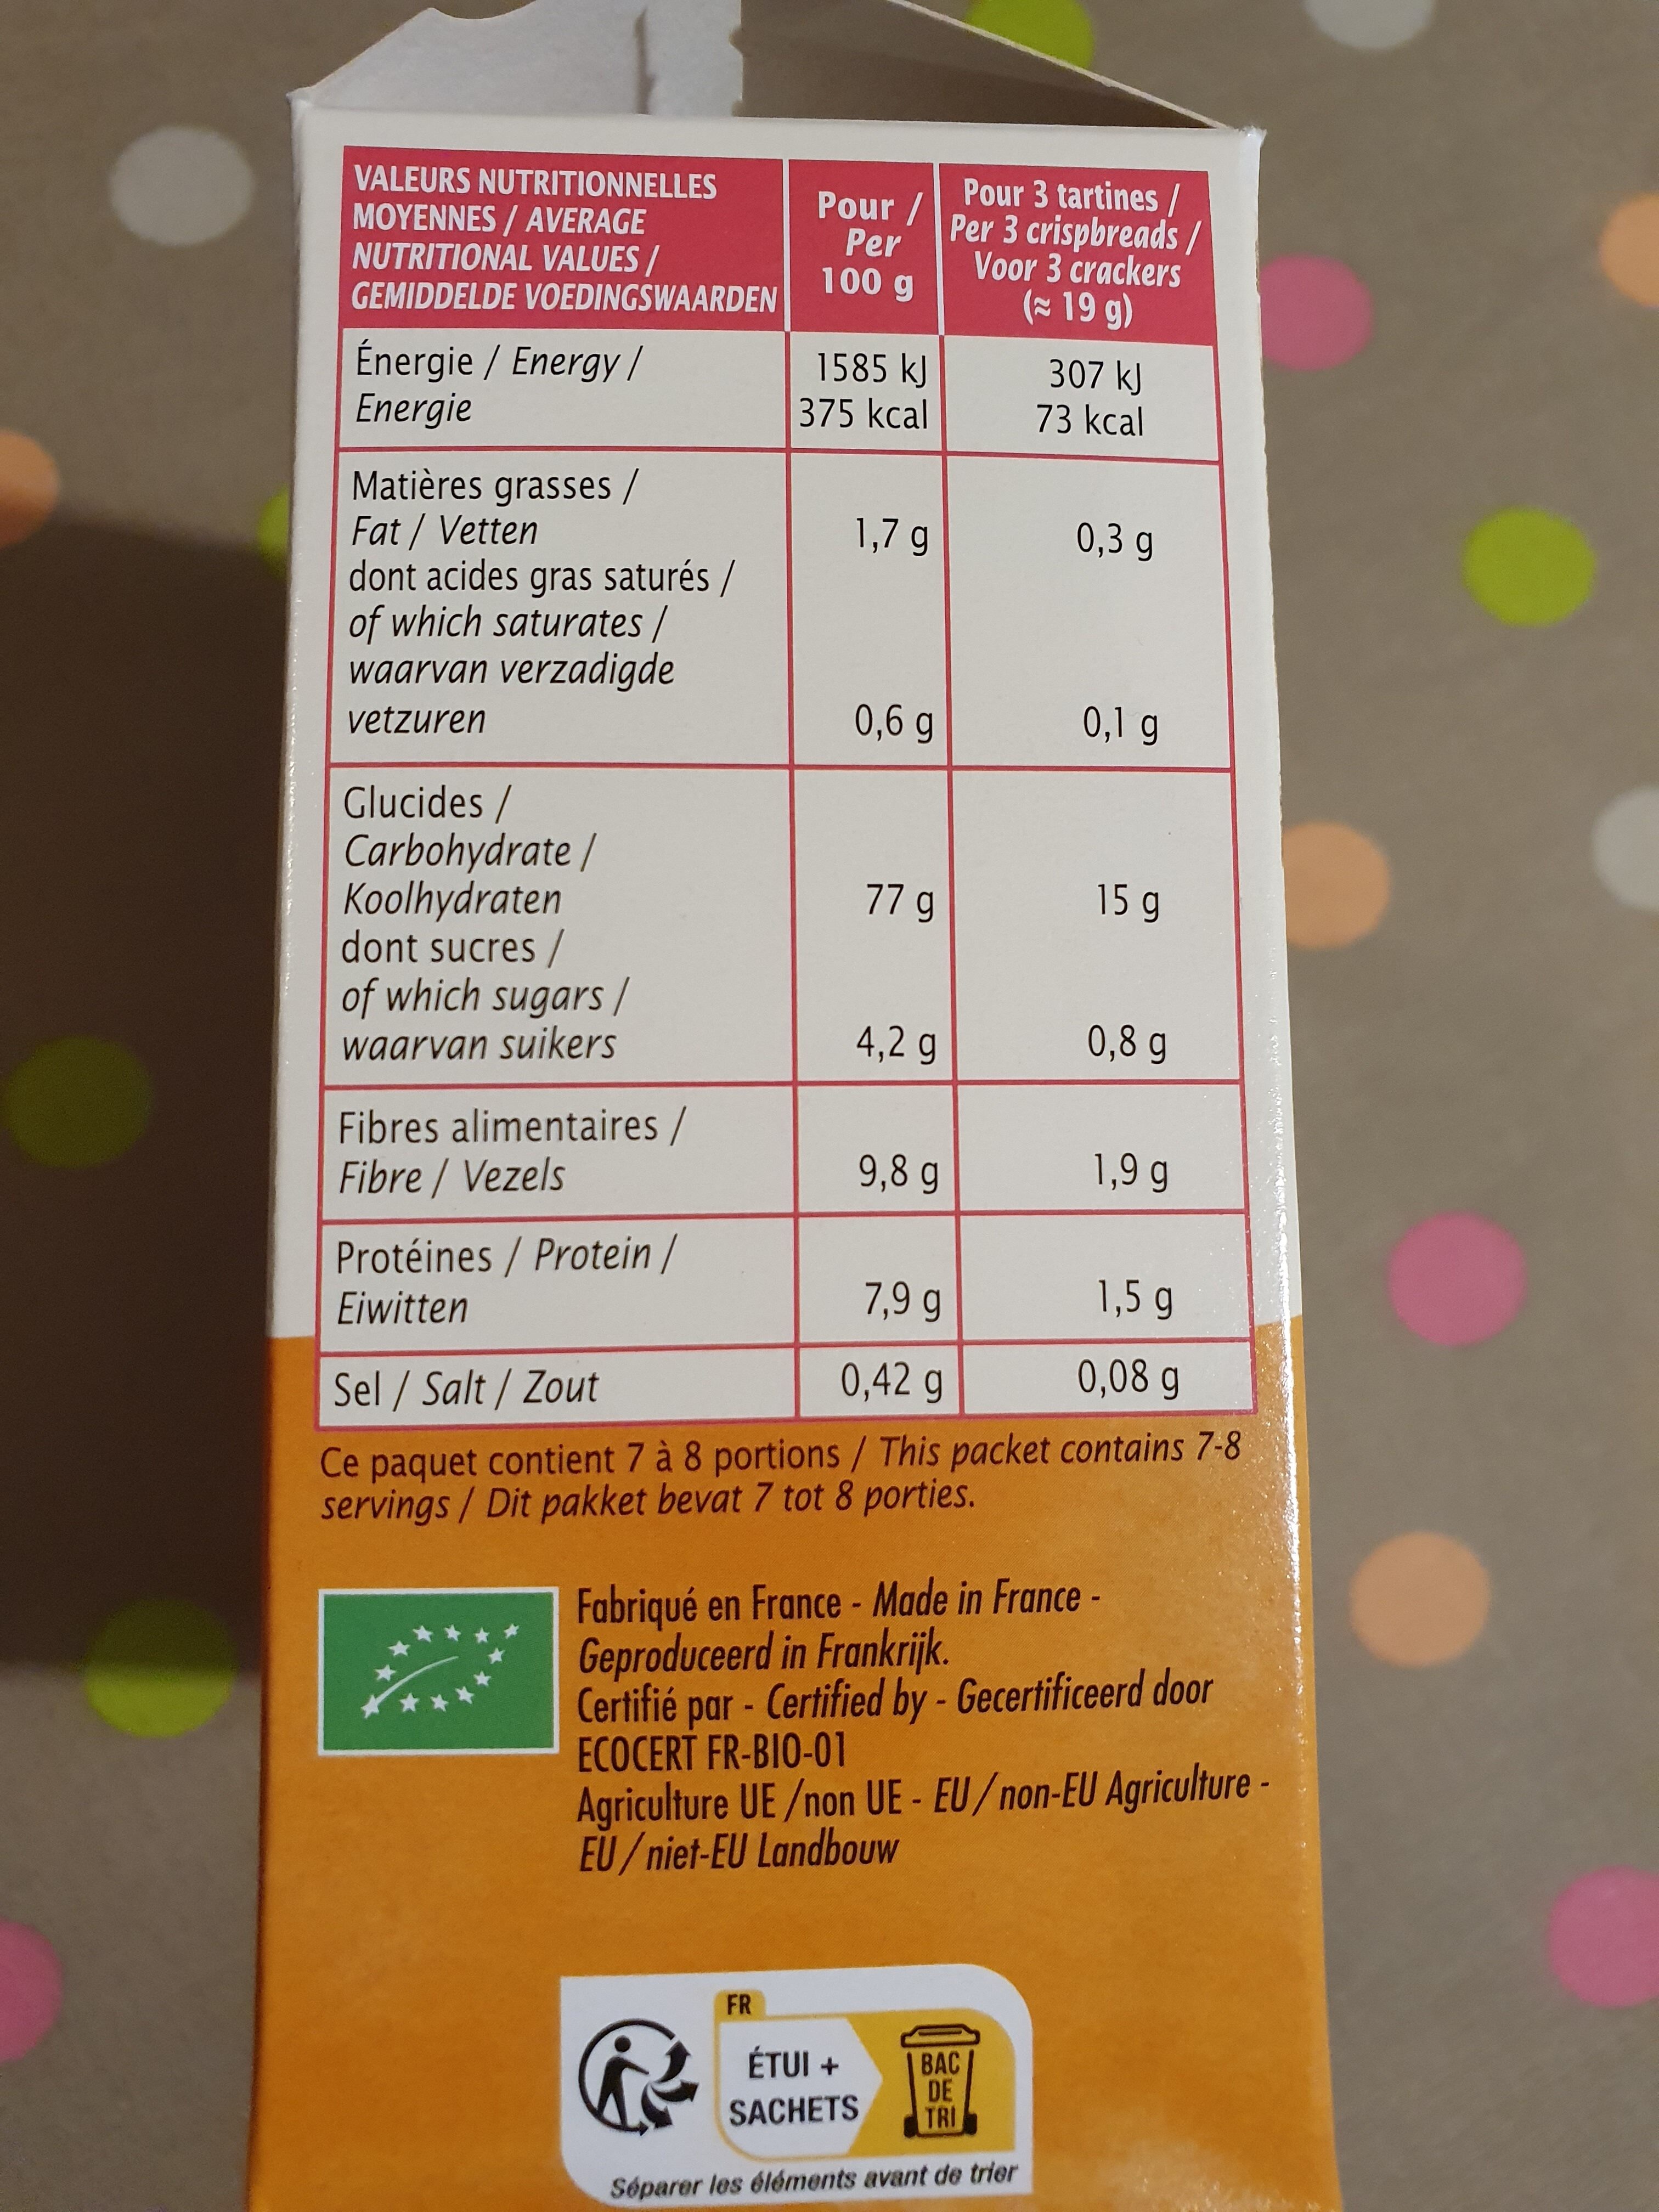 VALEURS NUTRITIONNELLES
MOYENNES / AVERAGE
NUTRITIONAL VALUES /
GEMIDDELDE VOEDINGSWAARDEN
Pour /
Per
100 g
Pour 3 tartines /
Per 3 crispbreads /
Voor 3 crackers
(≈ 19 g)
Énergie / Energy /
Energie
1585 kJ
375 kcal
307 kJ
73 kcal
Matières grasses /
Fat / Vetten
1,7 g
0,3 g
dont acides gras saturés /
of which saturates /
waarvan verzadigde
vetzuren
0,6 g
0,1 g
Glucides /
Carbohydrate /
Koolhydraten
77 g
15 g
dont sucres /
of which sugars /
waarvan suikers
4,2 g
0,8 g
Fibres alimentaires /
Fibre / Vezels
9,8 g
1,9 g
Protéines / Protein /
Eiwitten
7,9 g
1,5 g
Sel / Salt / Zout
0,42 g
0,08 g
Ce paquet contient 7 à 8 portions / This packet contains 7-8
servings / Dit pakket bevat 7 tot 8 porties.
Fabriqué en France - Made in France -
Geproduceerd in Frankrijk.
Certifié par - Certified by - Gecertificeerd door
ECOCERT FR-BIO-01
Agriculture UE /non UE - EU / non-EU Agriculture -
EU / niet-EU Landbouw
FR
ÉTUI +
SACHETS
BAC
DE
TRI
Séparer les éléments avant de trier